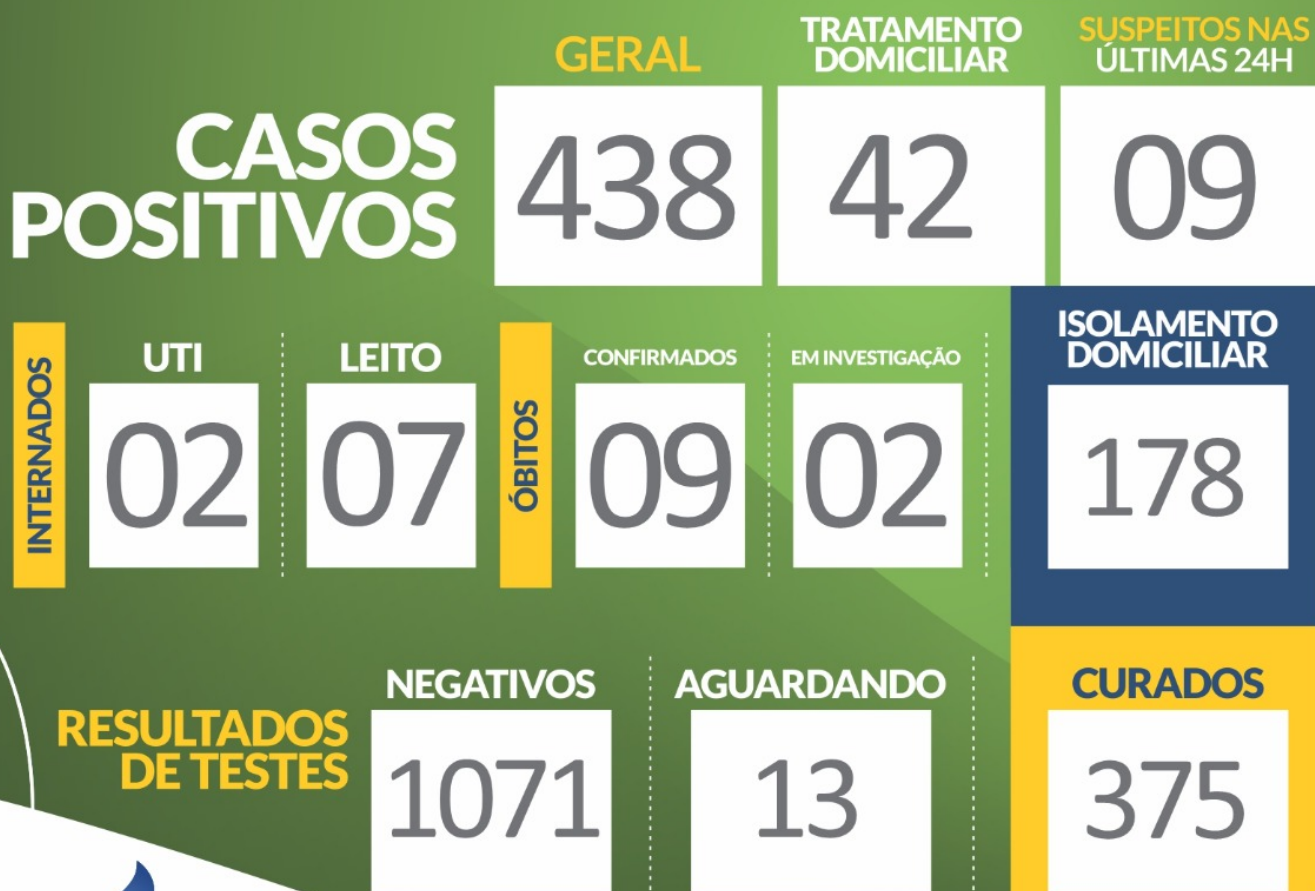 GERAL
TRATAMENTO
DOMICILIAR
SUSPEITOS NAS
ÚLTIMAS 24H
CASOS
POSITIVOS
438
42
09
INTERNADOS
UTI
02
LEITO
07
ÓBITOS
CONFIRMADOS
09
EM INVESTIGAÇÃO
02
ISOLAMENTO
DOMICILIAR
178
RESULTADOS
DE TESTES
NEGATIVOS
1071
AGUARDANDO
13
CURADOS
375